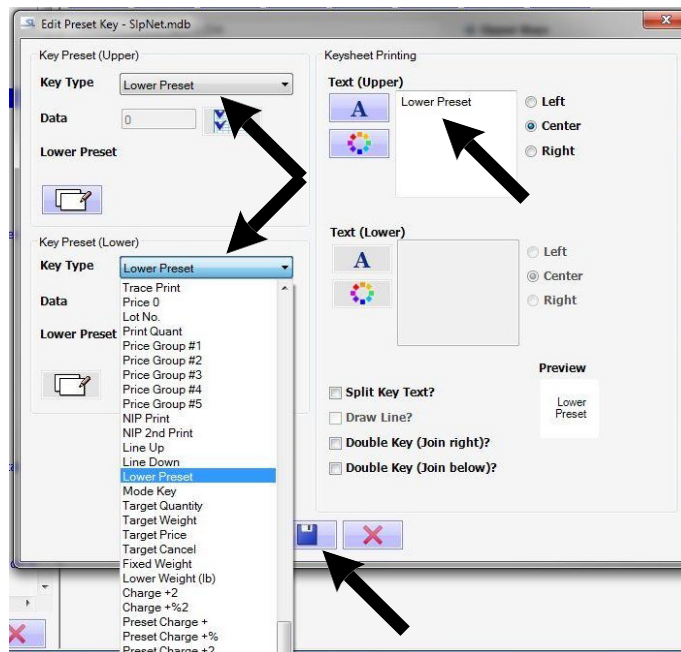 Edit Preset Key - SlpNet.mdb
Key Preset (Upper)
Key Type
Lower Preset
Data
0
Lower Preset
Key Preset (Lower)
Key Type
Lower Preset
Data
Lower Preset
Trace Print
Price 0
Lot No.
Print Quant
Price Group #1
Price Group #2
Price Group #3
Price Group #4
Price Group #5
NIP Print
NIP 2nd Print
Line Up
Line Down
Lower Preset
Mode Key
Target Quantity
Target Weight
Target Price
Target Cancel
Fixed Weight
Lower Weight (lb)
Charge +2
Charge +%2
Preset Charge +
Preset Charge +%
Preset Charge +2
Keysheet Printing
Text (Upper)
A
Lower Preset
Left
Center
Right
Text (Lower)
A
Left
Center
Right
Preview
Lower
Preset
Split Key Text?
Draw Line?
Double Key (Join right)?
Double Key (Join below)?